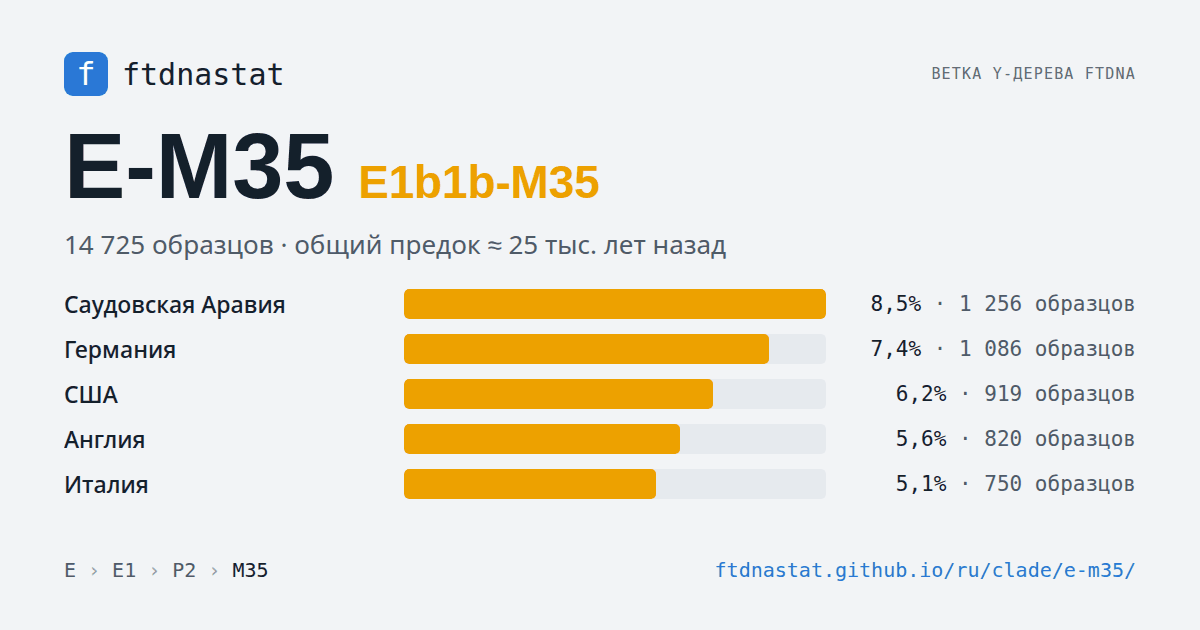 f ftdnastat
ВЕТКА Y-ДЕРЕВА FTDNA
E-M35 E1b1b-M35
14 725 образцов · общий предок ≈ 25 тыс. лет назад
Саудовская Аравия 8,5% · 1 256 образцов
Германия 7,4% · 1 086 образцов
США 6,2% · 919 образцов
Англия 5,6% · 820 образцов
Италия 5,1% · 750 образцов
E › E1 › P2 › M35
ftdnastat.github.io/ru/clade/e-m35/